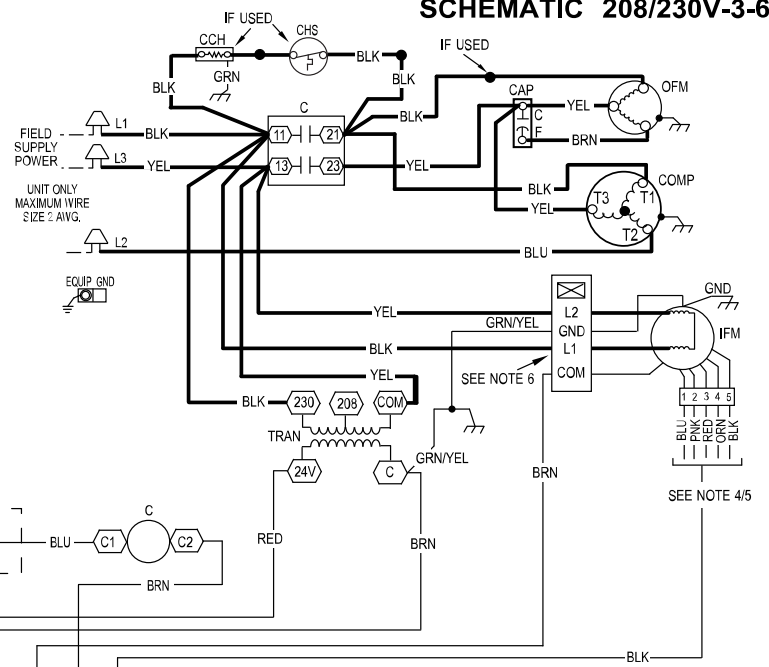 SCHEMATIC 208/230V-3-6
IF USED
CCH
CHS
BLK
IF USED
GRN
BLK
BLK
CAP
OFM
C
BLK
C
YEL
F
BRN
FIELD
SUPPLY
POWER
L1
BLK
11
21
L3
YEL
13
23
YEL
BLK
COMP
UNIT ONLY
MAXIMUM WIRE
SIZE 2 AWG.
YEL
T3
T1
T2
L2
BLU
EQUIP GND
GND
YEL
L2
GRN/YEL
GND
IFM
BLK
L1
SEE NOTE 6
COM
YEL
1 2 3 4 5
BLK
230
208
COM
BLU
PNK
RED
ORN
BLK
TRAN
GRN/YEL
24V
C
BRN
SEE NOTE 4/5
C
RED
BRN
BLU
C1
C2
BRN
BLK